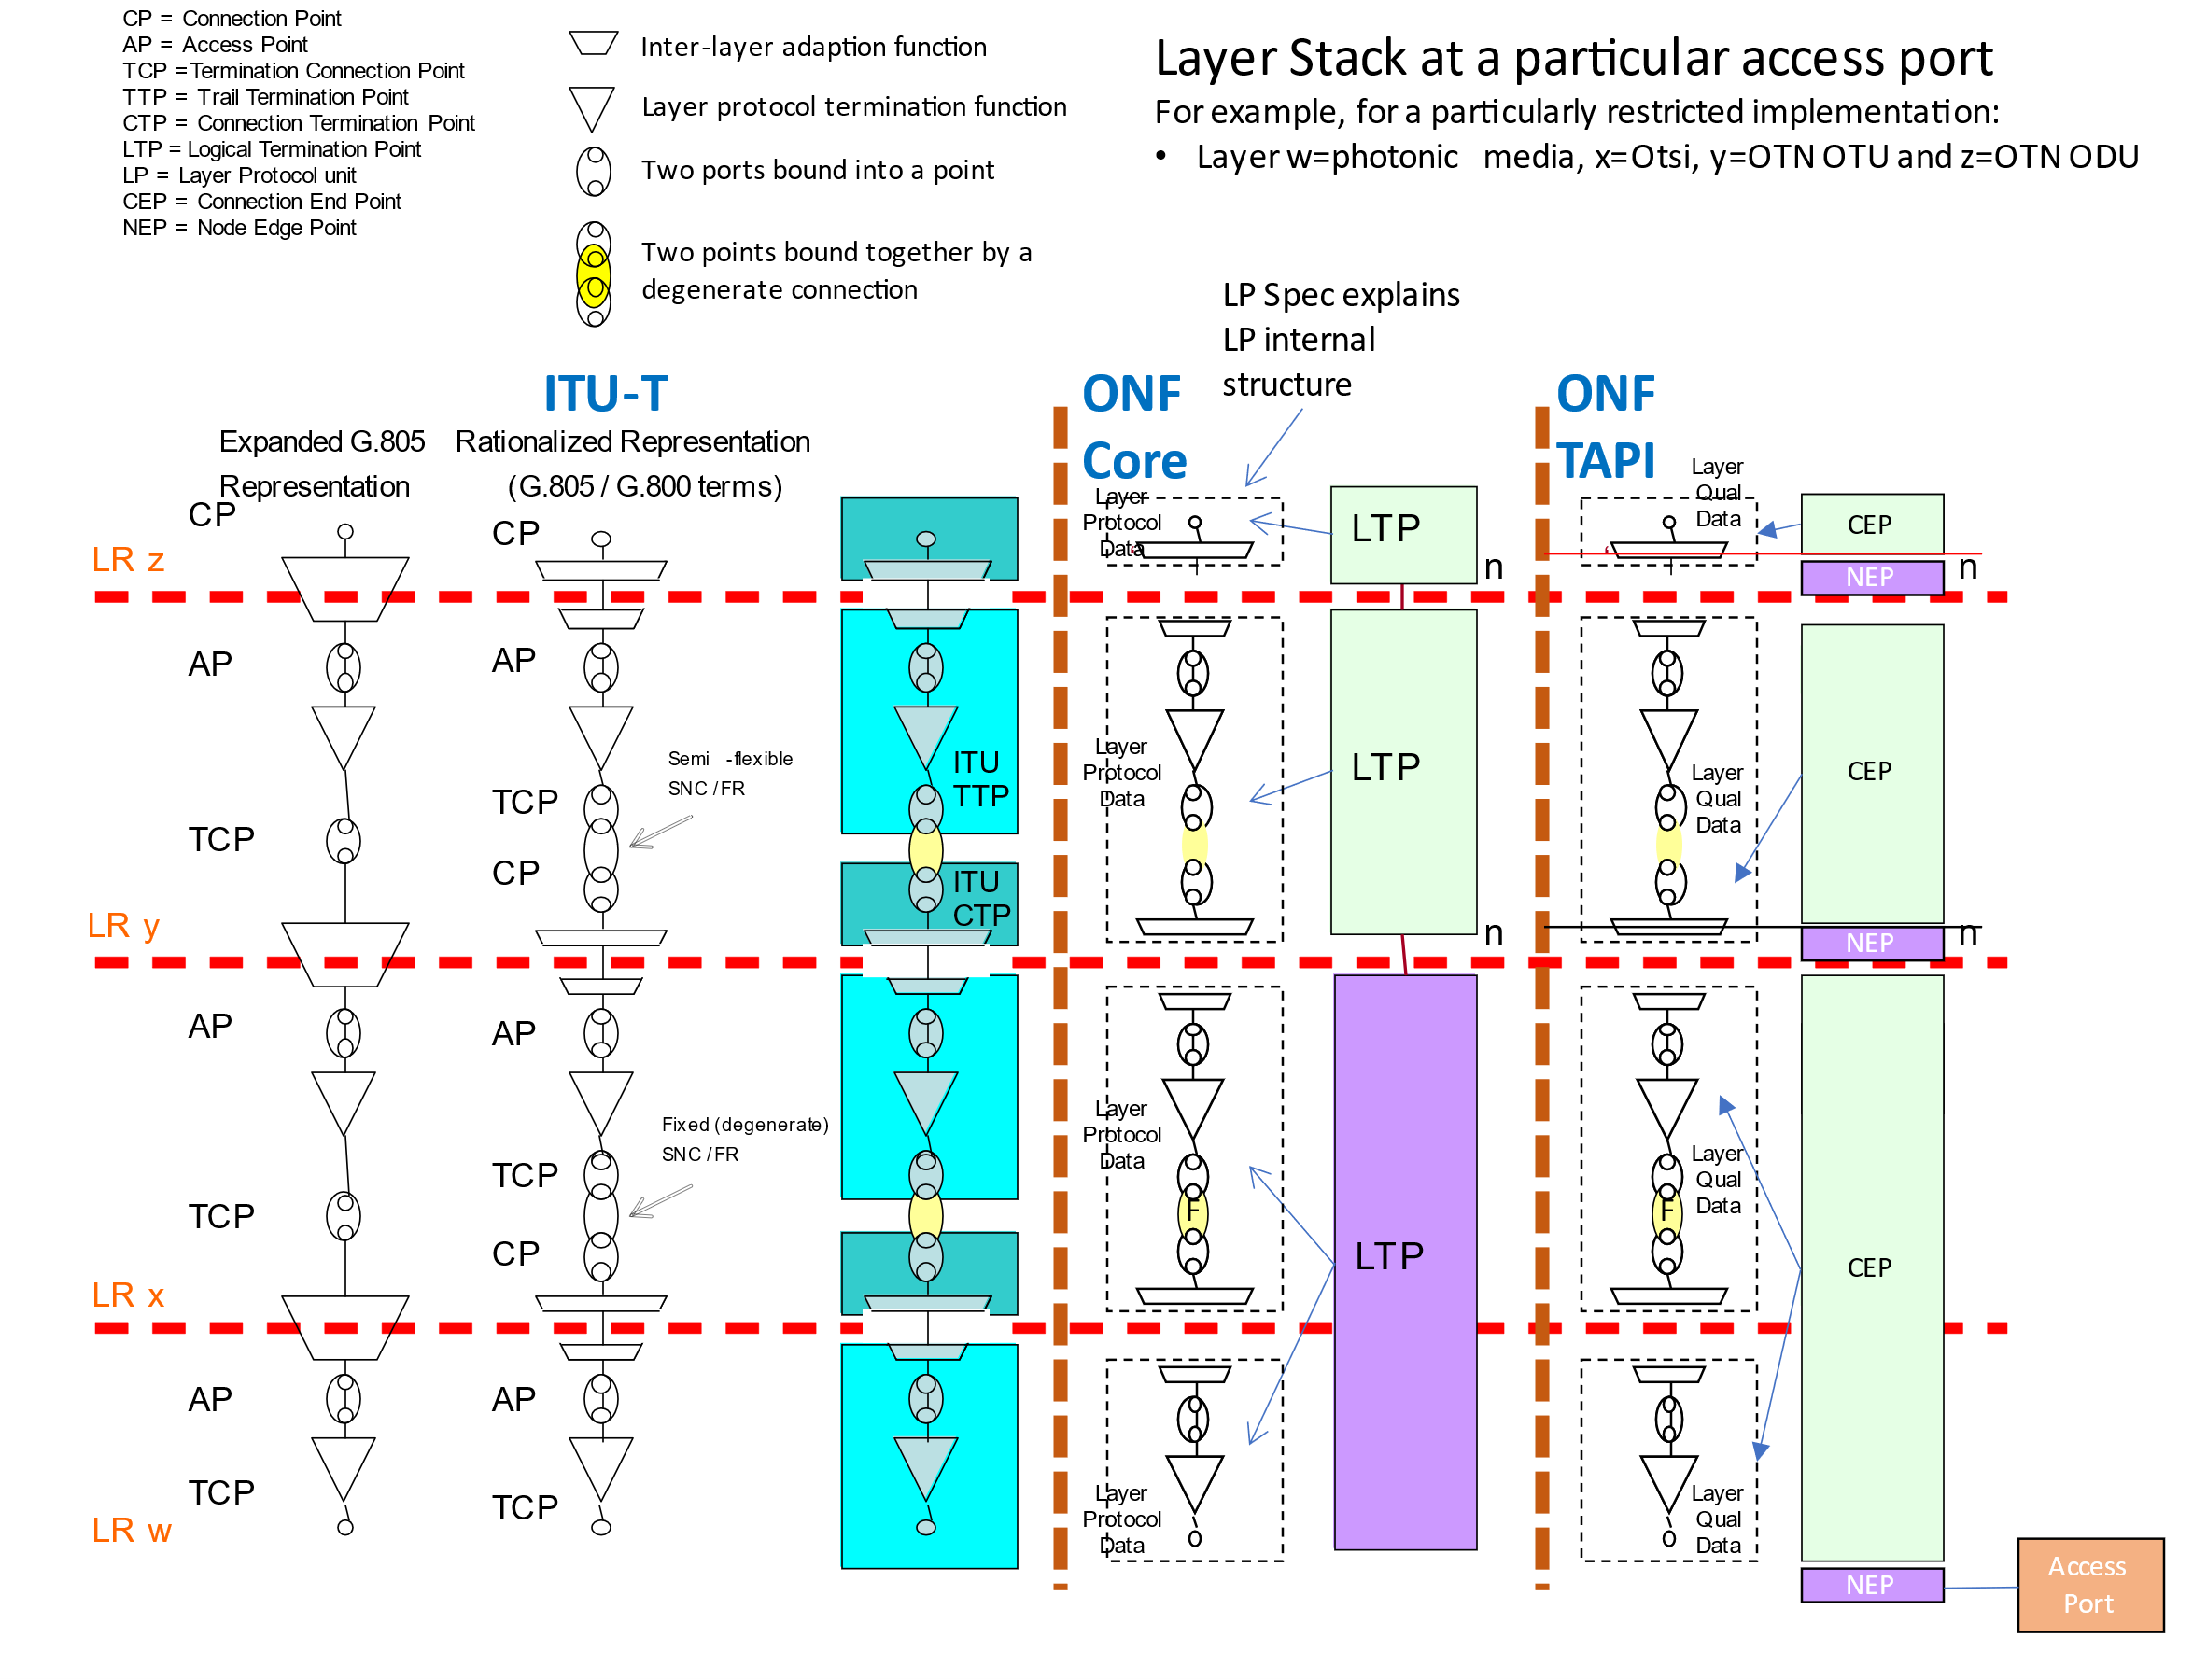 CP = Connection Point
AP = Access Point
TCP =Termination Connection Point
TTP = Trail Termination Point
CTP = Connection Termination Point
LTP = Logical Termination Point
LP = Layer Protocol unit
CEP = Connection End Point
NEP = Node Edge Point
Inter-layer adaption function
Layer protocol termination function
Two ports bound into a point
Two points bound together by a
degenerate connection
Layer Stack at a particular access port
For example, for a particularly restricted implementation:
• Layer w=photonic media, x=Otsi, y=OTN OTU and z=OTN ODU
LP Spec explains
LP internal
structure
ITU-T
Expanded G.805
Representation
Rationalized Representation
(G.805 / G.800 terms)
ONF
Core
ONF
TAPI
LR z
LR y
LR x
LR w
CP
AP
TCP
AP
TCP
AP
TCP
CP
AP
TCP
CP
AP
TCP
CP
AP
TCP
Semi -flexible
SNC / FR
Fixed (degenerate)
SNC / FR
ITU
TTP
ITU
CTP
Layer
Protocol
Data
Layer
Protocol
Data
Layer
Protocol
Data
F
Layer
Protocol
Data
LTP
n
LTP
n
LTP
Layer
Qual
Data
Layer
Qual
Data
Layer
Qual
Data
F
Layer
Qual
Data
CEP
NEP
n
CEP
NEP
n
CEP
NEP
Access
Port